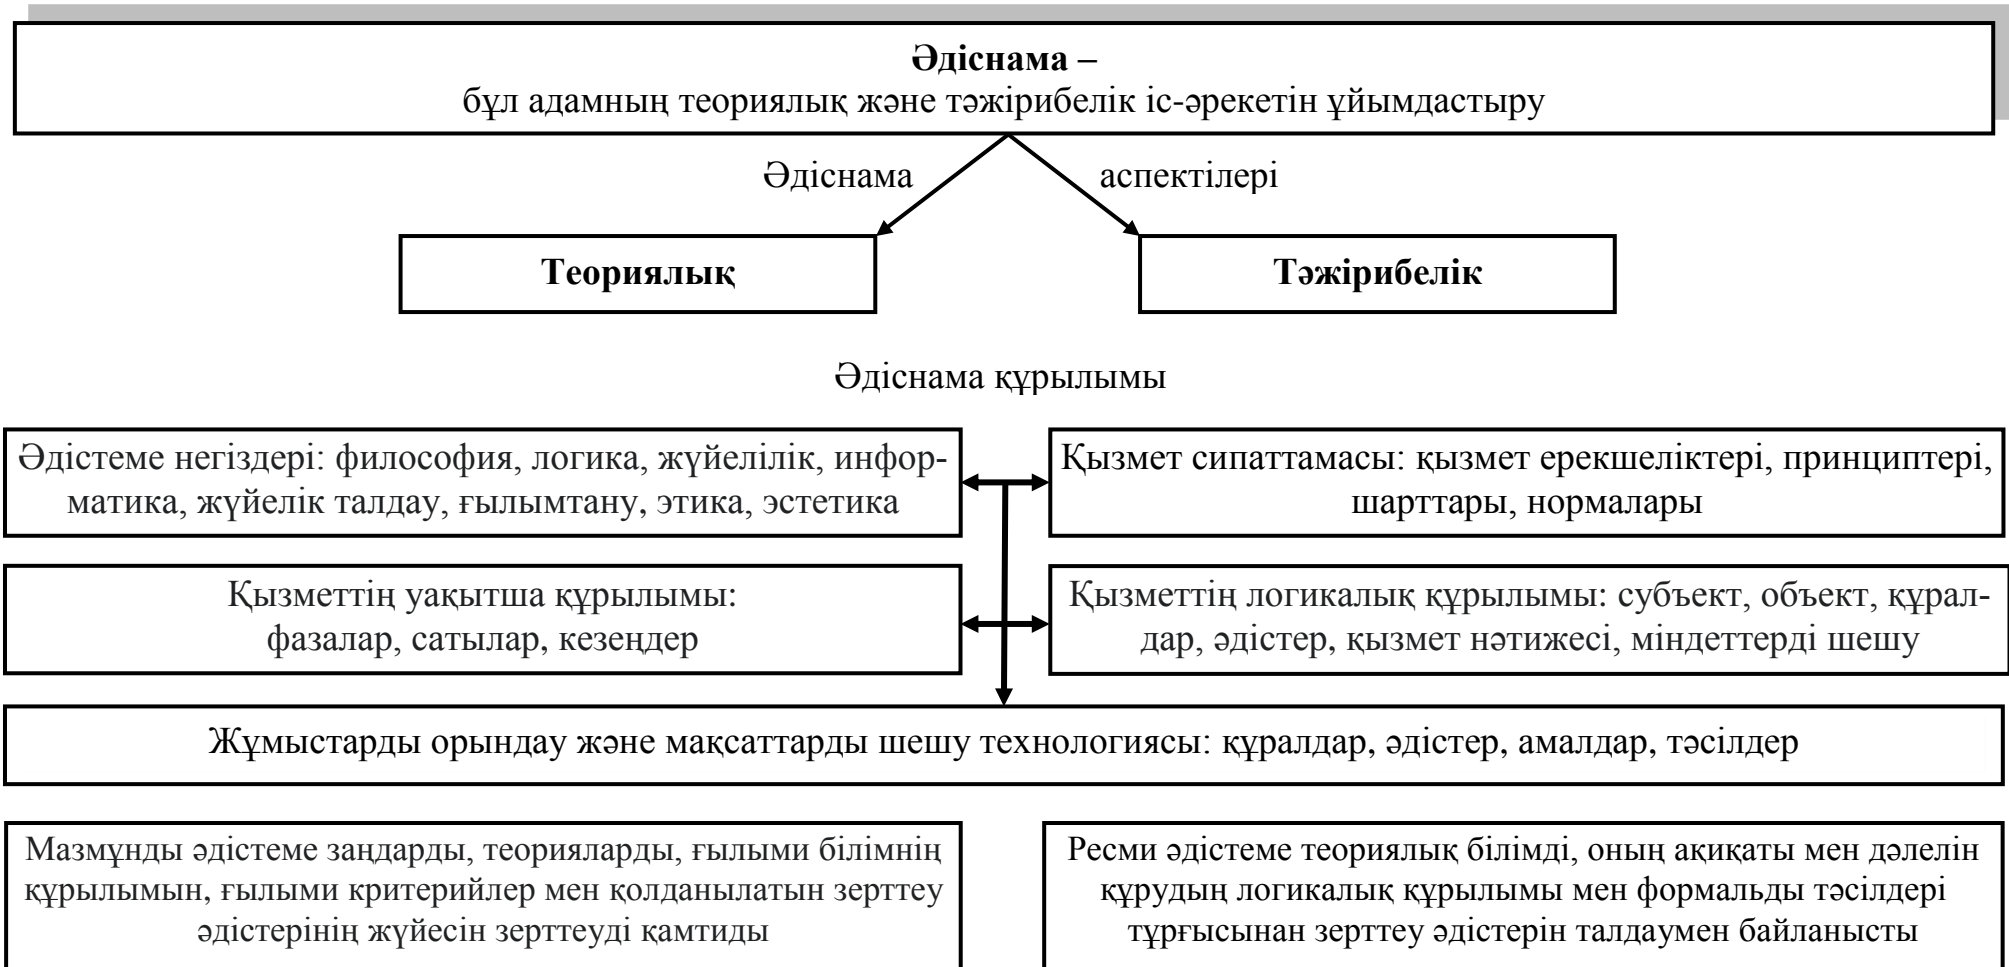 Әдіснама –
бұл адамның теориялық және тәжірибелік іс-әрекетін ұйымдастыру
Әдіснама аспектілері
Теориялық
Тәжірибелік
Әдіснама құрылымы
Әдістеме негіздері: философия, логика, жүйелілік, инфор-
матика, жүйелік талдау, ғылымтану, этика, эстетика
Қызмет сипаттамасы: қызмет ерекшеліктері, принциптері,
шарттары, нормалары
Қызметтің уақытша құрылымы:
фазалар, сатылар, кезеңдер
Қызметтің логикалық құрылымы: субъект, объект, құрал-
дар, әдістер, қызмет нәтижесі, міндеттерді шешу
Жұмыстарды орындау және мақсаттарды шешу технологиясы: құралдар, әдістер, амалдар, тәсілдер
Мазмұнды әдістеме заңдарды, теорияларды, ғылыми білімнің
құрылымын, ғылыми критерийлер мен қолданылатын зерттеу
әдістерінің жүйесін зерттеуді қамтиды
Ресми әдістеме теориялық білімді, оның ақиқаты мен дәлелін
құрудың логикалық құрылымы мен формальды тәсілдері
тұрғысынан зерттеу әдістерін талдаумен байланысты